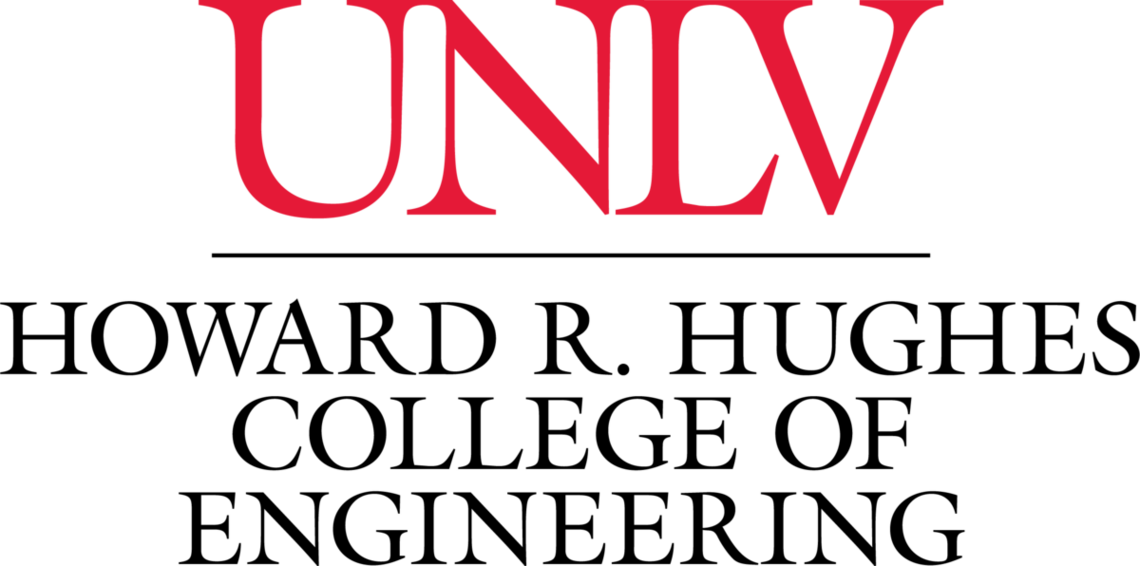 UNLV
HOWARD R. HUGHES
COLLEGE OF
ENGINEERING